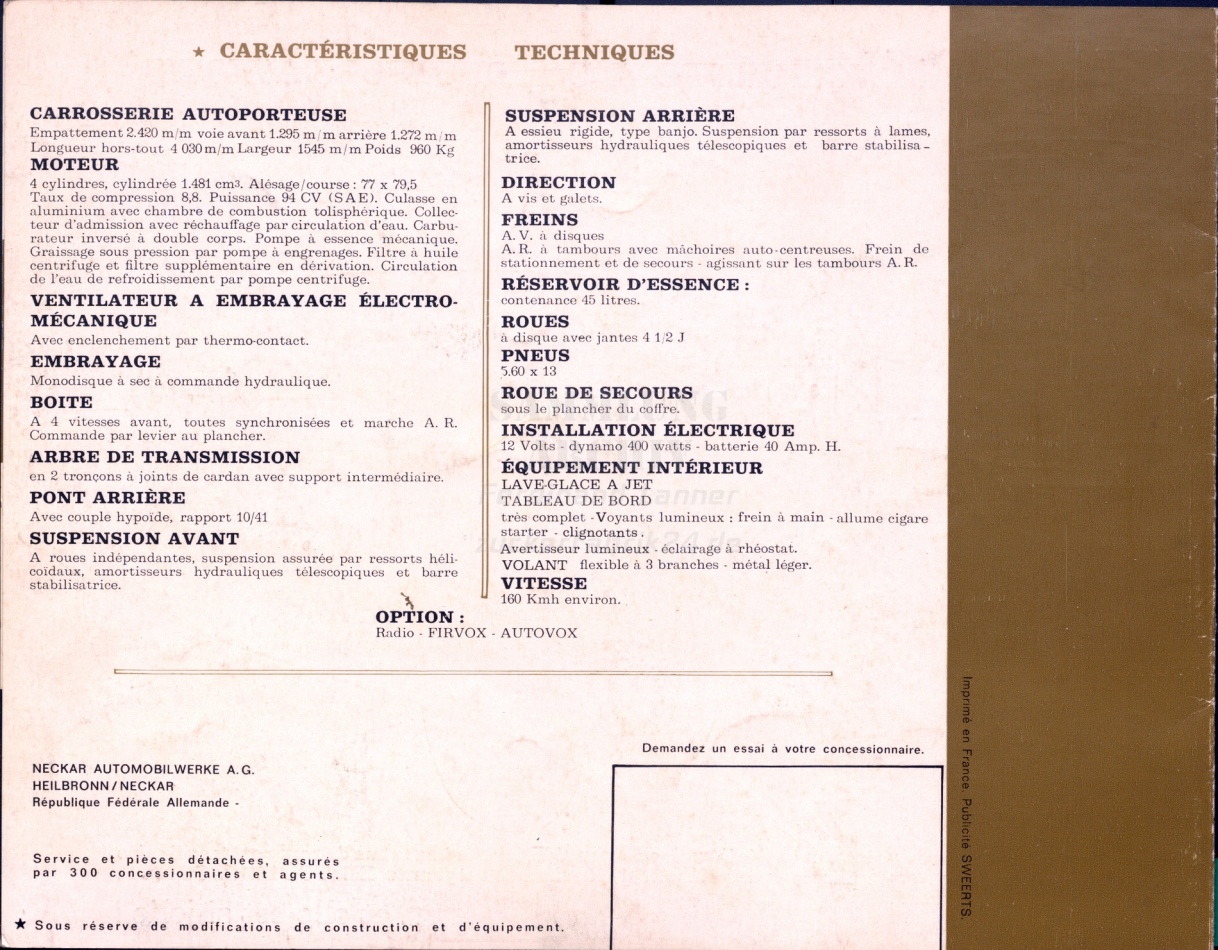 ★ CARACTÉRISTIQUES TECHNIQUES
CARROSSERIE AUTOPORTEUSE
Empattement 2.420 m/m voie avant 1.295 m/m arrière 1.272 m/m
Longueur hors-tout 4 030 m/m Largeur 1545 m/m Poids 960 Kg
MOTEUR
4 cylindres, cylindrée 1.481 cm³. Alésage/course : 77 x 79,5
Taux de compression 8,8. Puissance 94 CV (SAE). Culasse en
aluminium avec chambre de combustion tolisphérique. Collec-
teur d'admission avec réchauffage par circulation d'eau. Carbu-
rateur inversé à double corps. Pompe à essence mécanique.
Graissage sous pression par pompe à engrenages. Filtre à huile
centrifuge et filtre supplémentaire en dérivation. Circulation
de l'eau de refroidissement par pompe centrifuge.
VENTILATEUR A EMBRAYAGE ÉLECTRO-
MÉCANIQUE
Avec enclenchement par thermo-contact.
EMBRAYAGE
Monodisque à sec à commande hydraulique.
BOITE
A 4 vitesses avant, toutes synchronisées et marche A. R.
Commande par levier au plancher.
ARBRE DE TRANSMISSION
en 2 tronçons à joints de cardan avec support intermédiaire.
PONT ARRIÈRE
Avec couple hypoïde, rapport 10/41
SUSPENSION AVANT
A roues indépendantes, suspension assurée par ressorts héli-
coïdaux, amortisseurs hydrauliques télescopiques et barre
stabilisatrice.
SUSPENSION ARRIÈRE
A essieu rigide, type banjo. Suspension par ressorts à lames,
amortisseurs hydrauliques télescopiques et barre stabilisa-
trice.
DIRECTION
A vis et galets.
FREINS
A. V. à disques
A. R. à tambours avec mâchoires auto-centreuses. Frein de
stationnement et de secours - agissant sur les tambours A. R.
RÉSERVOIR D'ESSENCE :
contenance 45 litres.
ROUES
à disque avec jantes 4 1/2 J
PNEUS
5.60 x 13
ROUE DE SECOURS
sous le plancher du coffre.
INSTALLATION ÉLECTRIQUE
12 Volts - dynamo 400 watts - batterie 40 Amp. H.
ÉQUIPEMENT INTÉRIEUR
LAVE-GLACE A JET
TABLEAU DE BORD
très complet - Voyants lumineux : frein à main - allume cigare
starter - clignotants.
Avertisseur lumineux - éclairage à rhéostat.
VOLANT flexible à 3 branches - métal léger.
VITESSE
160 Kmh environ.
OPTION :
Radio - FIRVOX - AUTOVOX
NECKAR AUTOMOBILWERKE A. G.
HEILBRONN / NECKAR
République Fédérale Allemande -
Service et pièces détachées, assurés
par 300 concessionnaires et agents.
★ Sous réserve de modifications de construction et d'équipement.
Demandez un essai à votre concessionnaire.
Imprimé en France. Publicité SWEERTS.